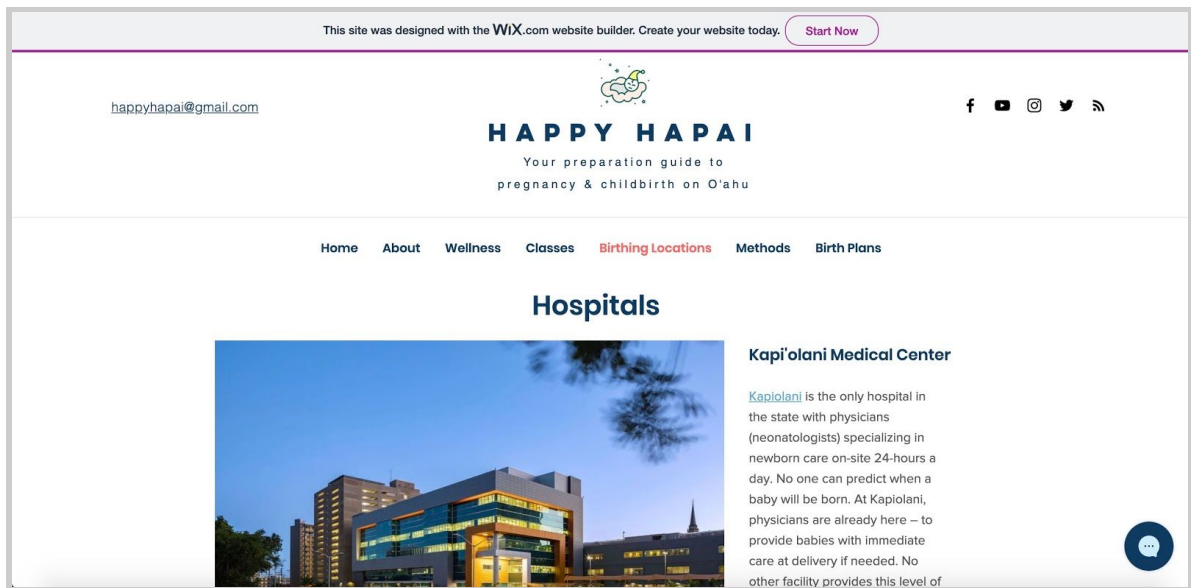 This site was designed with the WiX.com website builder. Create your website today. Start Now
happyhapai@gmail.com
HAPPY HAPAI
Your preparation guide to
pregnancy & childbirth on O'ahu
Home About Wellness Classes Birthing Locations Methods Birth Plans
Hospitals
Kapi'olani Medical Center
Kapiolani is the only hospital in
the state with physicians
(neonatologists) specializing in
newborn care on-site 24-hours a
day. No one can predict when a
baby will be born. At Kapiolani,
physicians are already here – to
provide babies with immediate
care at delivery if needed. No
other facility provides this level of